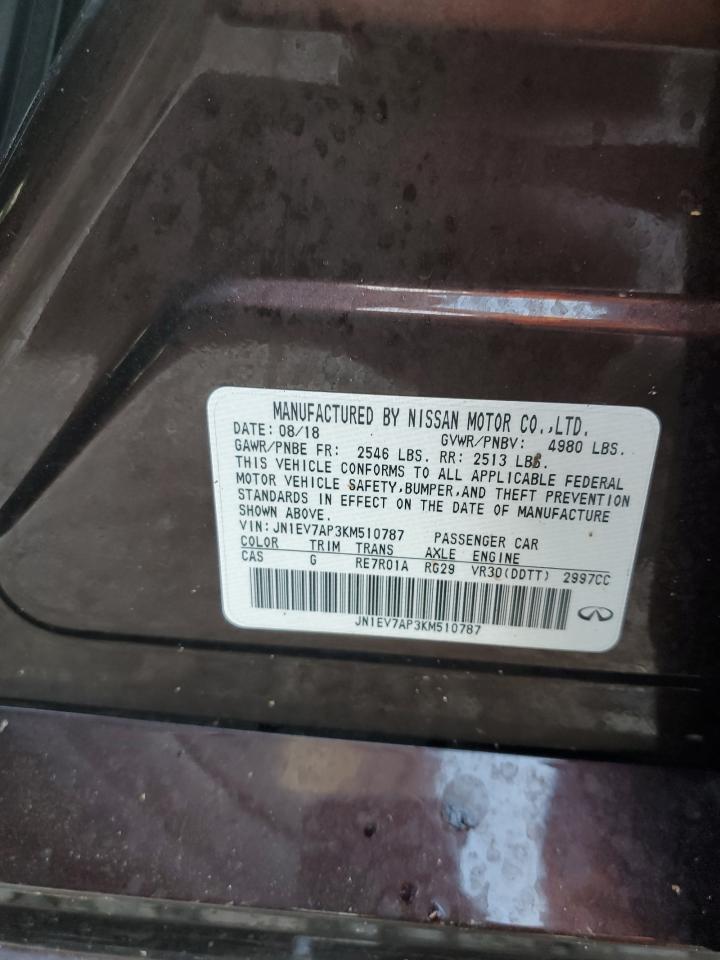 MANUFACTURED BY NISSAN MOTOR CO.,LTD.
DATE: 08/18 GVWR/PNBV: 4980 LBS.
GAWR/PNBE FR: 2546 LBS. RR: 2513 LBS.
THIS VEHICLE CONFORMS TO ALL APPLICABLE FEDERAL
MOTOR VEHICLE SAFETY,BUMPER,AND THEFT PREVENTION
STANDARDS IN EFFECT ON THE DATE OF MANUFACTURE
SHOWN ABOVE.
VIN: JN1EV7AP3KM510787 PASSENGER CAR
COLOR TRIM TRANS AXLE ENGINE
CAS G RE7R01A RG29 VR30(DDTT) 2997CC
JN1EV7AP3KM510787